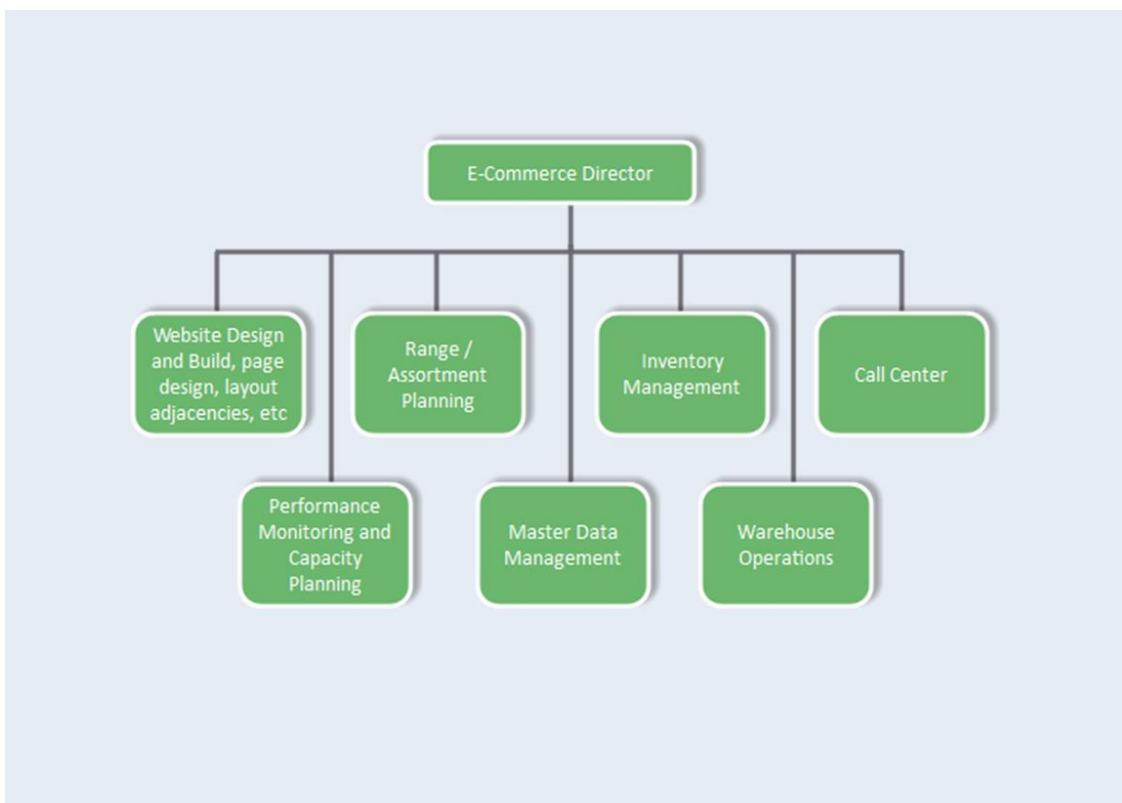 E-Commerce Director
Website Design
and Build, page
design, layout
adjacencies, etc
Range /
Assortment
Planning
Inventory
Management
Call Center
Performance
Monitoring and
Capacity
Planning
Master Data
Management
Warehouse
Operations